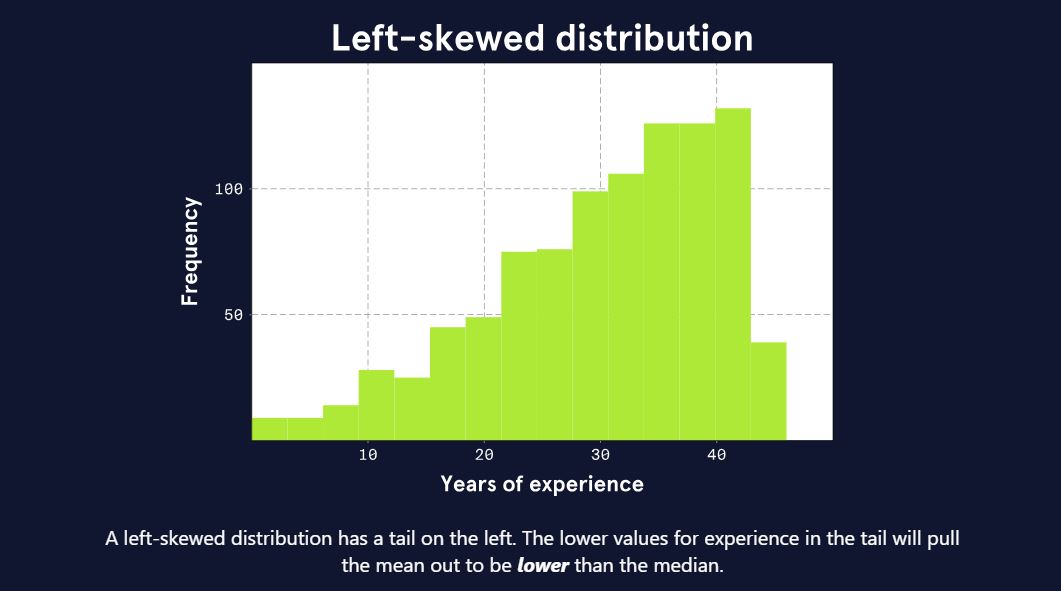 Left-skewed distribution
100
50
Frequency
10 20 30 40
Years of experience
A left-skewed distribution has a tail on the left. The lower values for experience in the tail will pull
the mean out to be lower than the median.